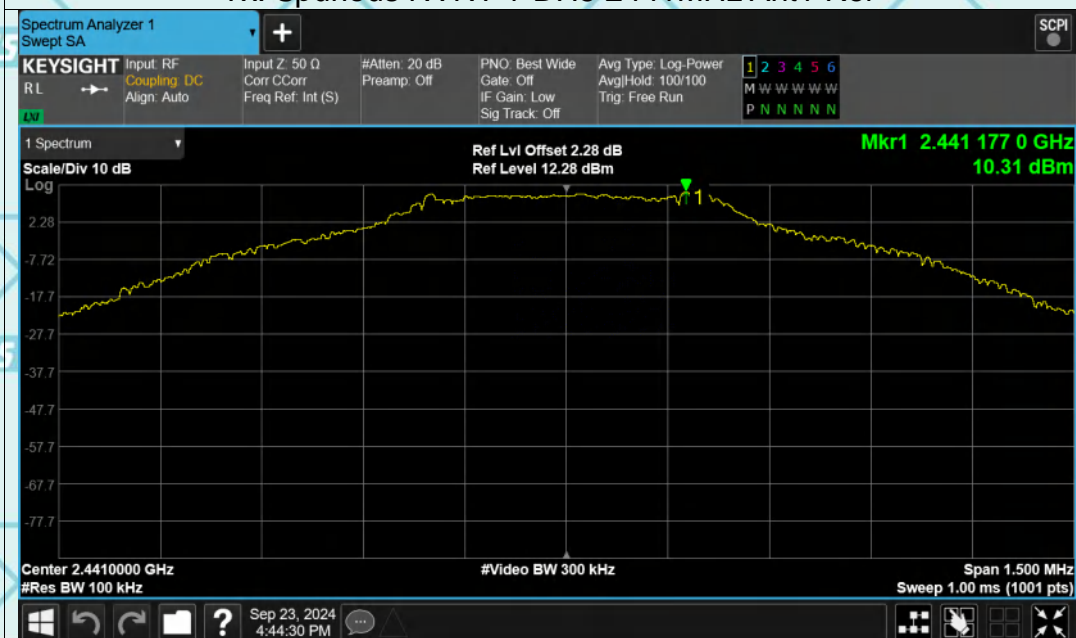 Spectrum Analyzer 1
Swept SA
+
SCPI
KEYSIGHT
RL
LXI
Input: RF
Coupling: DC
Align: Auto
Input Z: 50 Ω
Corr CCorr
Freq Ref: Int (S)
#Atten: 20 dB
Preamp: Off
PNO: Best Wide
Gate: Off
IF Gain: Low
Sig Track: Off
Avg Type: Log-Power
Avg|Hold: 100/100
Trig: Free Run
1 2 3 4 5 6
M W W W W W W
P N N N N N N
1 Spectrum
Scale/Div 10 dB
Ref Lvl Offset 2.28 dB
Ref Level 12.28 dBm
Mkr1 2.441 177 0 GHz
10.31 dBm
Log
1
2.28
-7.72
-17.7
-27.7
-37.7
-47.7
-57.7
-67.7
-77.7
Center 2.4410000 GHz
#Res BW 100 kHz
#Video BW 300 kHz
Span 1.500 MHz
Sweep 1.00 ms (1001 pts)
?
Sep 23, 2024
4:44:30 PM